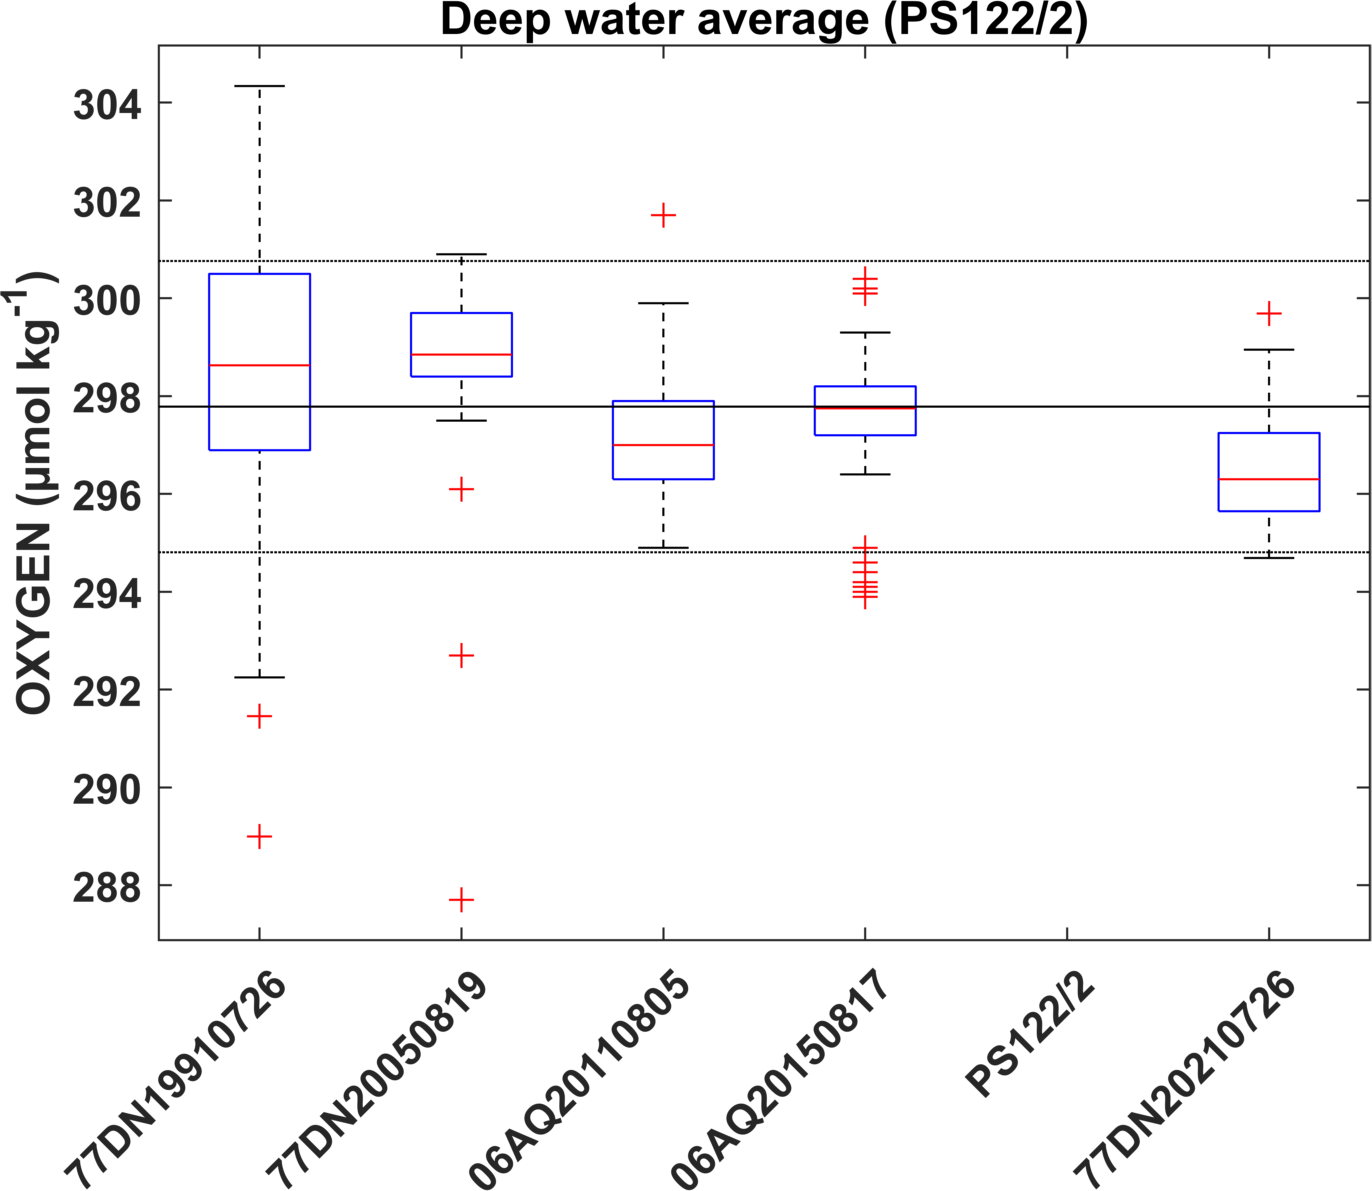 Deep water average (PS122/2)
OXYGEN (µmol kg-1)
304
302
300
298
296
294
292
290
288
77DN19910726
77DN20050819
06AQ20110805
06AQ20150817
PS122/2
77DN20210726